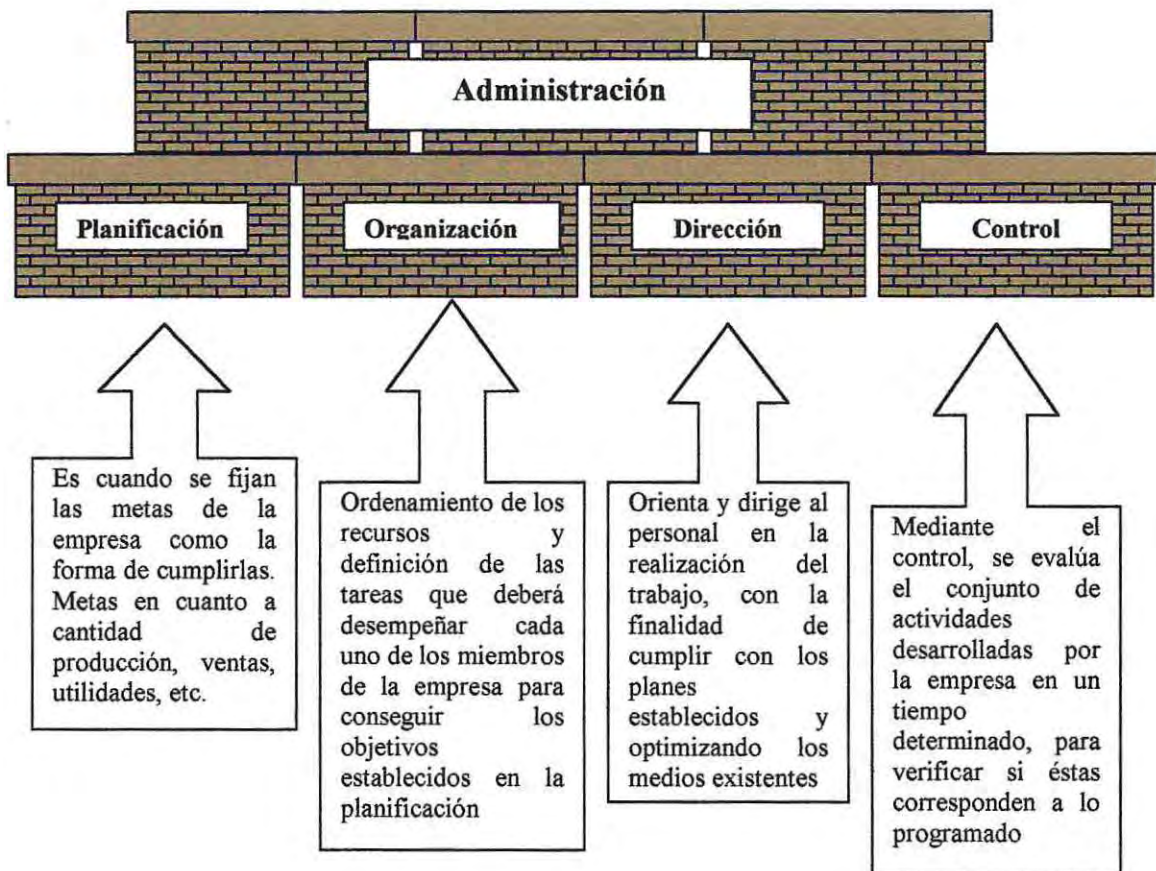 Administración
Planificación
Organización
Dirección
Control
Es cuando se fijan
las metas de la
empresa como la
forma de cumplirlas.
Metas en cuanto a
cantidad de
producción, ventas,
utilidades, etc.
Ordenamiento de los
recursos y
definición de las
tareas que deberá
desempeñar cada
uno de los miembros
de la empresa para
conseguir los
objetivos
establecidos en la
planificación
Orienta y dirige al
personal en la
realización del
trabajo, con la
finalidad de
cumplir con los
planes
establecidos y
optimizando los
medios existentes
Mediante el
control, se evalúa
el conjunto de
actividades
desarrolladas por
la empresa en un
tiempo
determinado, para
verificar si éstas
corresponden a lo
programado